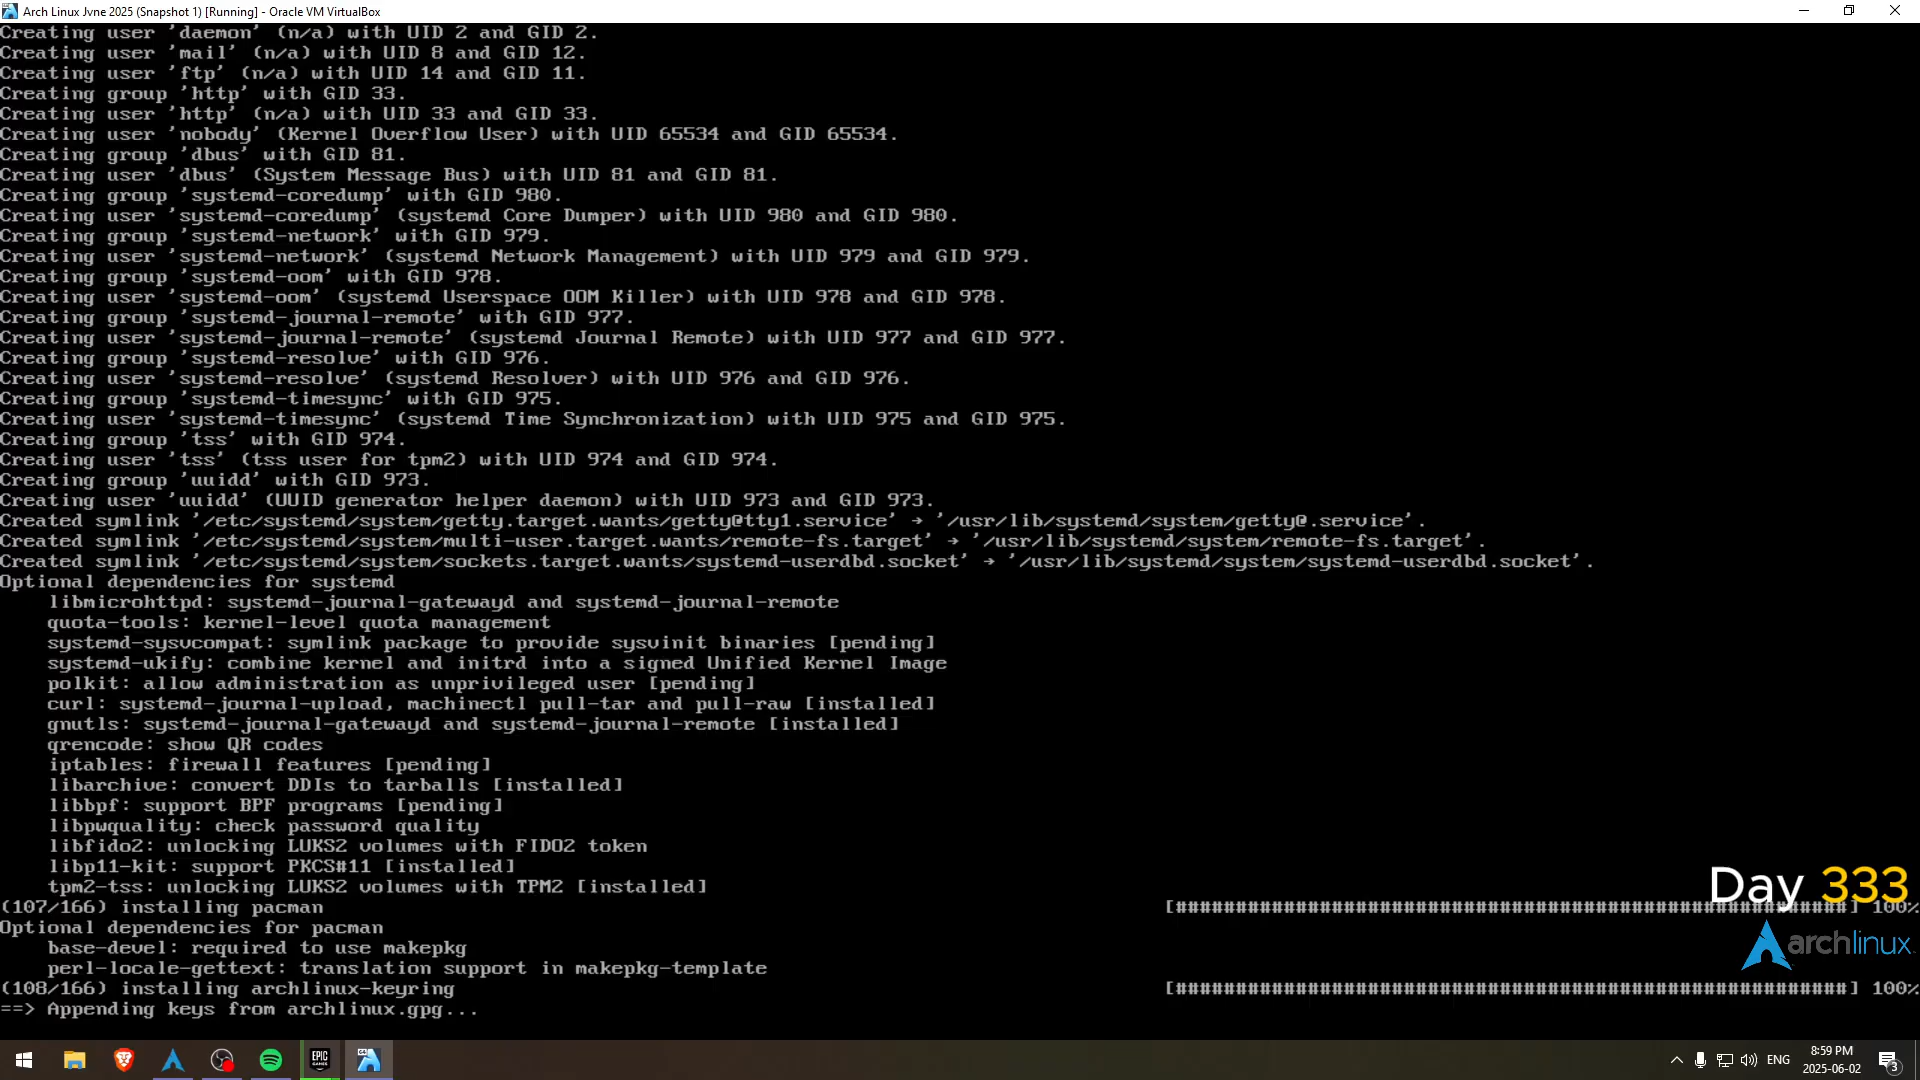 Arch Linux Jvne 2025 (Snapshot 1) [Running] - Oracle VM VirtualBox
Creating user 'daemon' (n/a) with UID 2 and GID 2.
Creating user 'mail' (n/a) with UID 8 and GID 12.
Creating user 'ftp' (n/a) with UID 14 and GID 11.
Creating group 'http' with GID 33.
Creating user 'http' (n/a) with UID 33 and GID 33.
Creating user 'nobody' (Kernel Overflow User) with UID 65534 and GID 65534.
Creating group 'dbus' with GID 81.
Creating user 'dbus' (System Message Bus) with UID 81 and GID 81.
Creating group 'systemd-coredump' with GID 980.
Creating user 'systemd-coredump' (systemd Core Dumper) with UID 980 and GID 980.
Creating group 'systemd-network' with GID 979.
Creating user 'systemd-network' (systemd Network Management) with UID 979 and GID 979.
Creating group 'systemd-oom' with GID 978.
Creating user 'systemd-oom' (systemd Userspace OOM Killer) with UID 978 and GID 978.
Creating group 'systemd-journal-remote' with GID 977.
Creating user 'systemd-journal-remote' (systemd Journal Remote) with UID 977 and GID 977.
Creating group 'systemd-resolve' with GID 976.
Creating user 'systemd-resolve' (systemd Resolver) with UID 976 and GID 976.
Creating group 'systemd-timesync' with GID 975.
Creating user 'systemd-timesync' (systemd Time Synchronization) with UID 975 and GID 975.
Creating group 'tss' with GID 974.
Creating user 'tss' (tss user for tpm2) with UID 974 and GID 974.
Creating group 'uuidd' with GID 973.
Creating user 'uuidd' (UUID generator helper daemon) with UID 973 and GID 973.
Created symlink '/etc/systemd/system/getty.target.wants/getty@tty1.service' → '/usr/lib/systemd/system/getty@.service'.
Created symlink '/etc/systemd/system/multi-user.target.wants/remote-fs.target' → '/usr/lib/systemd/system/remote-fs.target'.
Created symlink '/etc/systemd/system/sockets.target.wants/systemd-userdbd.socket' → '/usr/lib/systemd/system/systemd-userdbd.socket'.
Optional dependencies for systemd
    libmicrohttpd: systemd-journal-gatewayd and systemd-journal-remote
    quota-tools: kernel-level quota management
    systemd-sysvcompat: symlink package to provide sysvinit binaries [pending]
    systemd-ukify: combine kernel and initrd into a signed Unified Kernel Image
    polkit: allow administration as unprivileged user [pending]
    curl: systemd-journal-upload, machinectl pull-tar and pull-raw [installed]
    gnutls: systemd-journal-gatewayd and systemd-journal-remote [installed]
    qrencode: show QR codes
    iptables: firewall features [pending]
    libarchive: convert DDIs to tarballs [installed]
    libbpf: support BPF programs [pending]
    libpwquality: check password quality
    libfido2: unlocking LUKS2 volumes with FIDO2 token
    libp11-kit: support PKCS#11 [installed]
    tpm2-tss: unlocking LUKS2 volumes with TPM2 [installed]
Day 333
(107/166) installing pacman [########################################################] 100%
Optional dependencies for pacman
    base-devel: required to use makepkg
archlinux
    perl-locale-gettext: translation support in makepkg-template
(108/166) installing archlinux-keyring [########################################################] 100%
==> Appending keys from archlinux.gpg...
EPIC GAMES
64
ENG
8:59 PM
2025-06-02
3